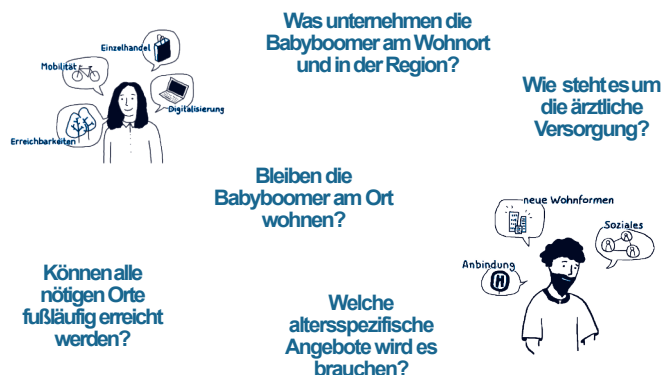 Was unternehmen die
Babyboomer am Wohnort
und in der Region?
Einzelhandel
Mobilität
Digitalisierung
Erreichbarkeiten
Wie steht es um
die ärztliche
Versorgung?
Bleiben die
Babyboomer am Ort
wohnen?
neue Wohnformen
Soziales
Anbindung
H
Können alle
nötigen Orte
fußläufig erreicht
werden?
Welche
altersspezifische
Angebote wird es
brauchen?